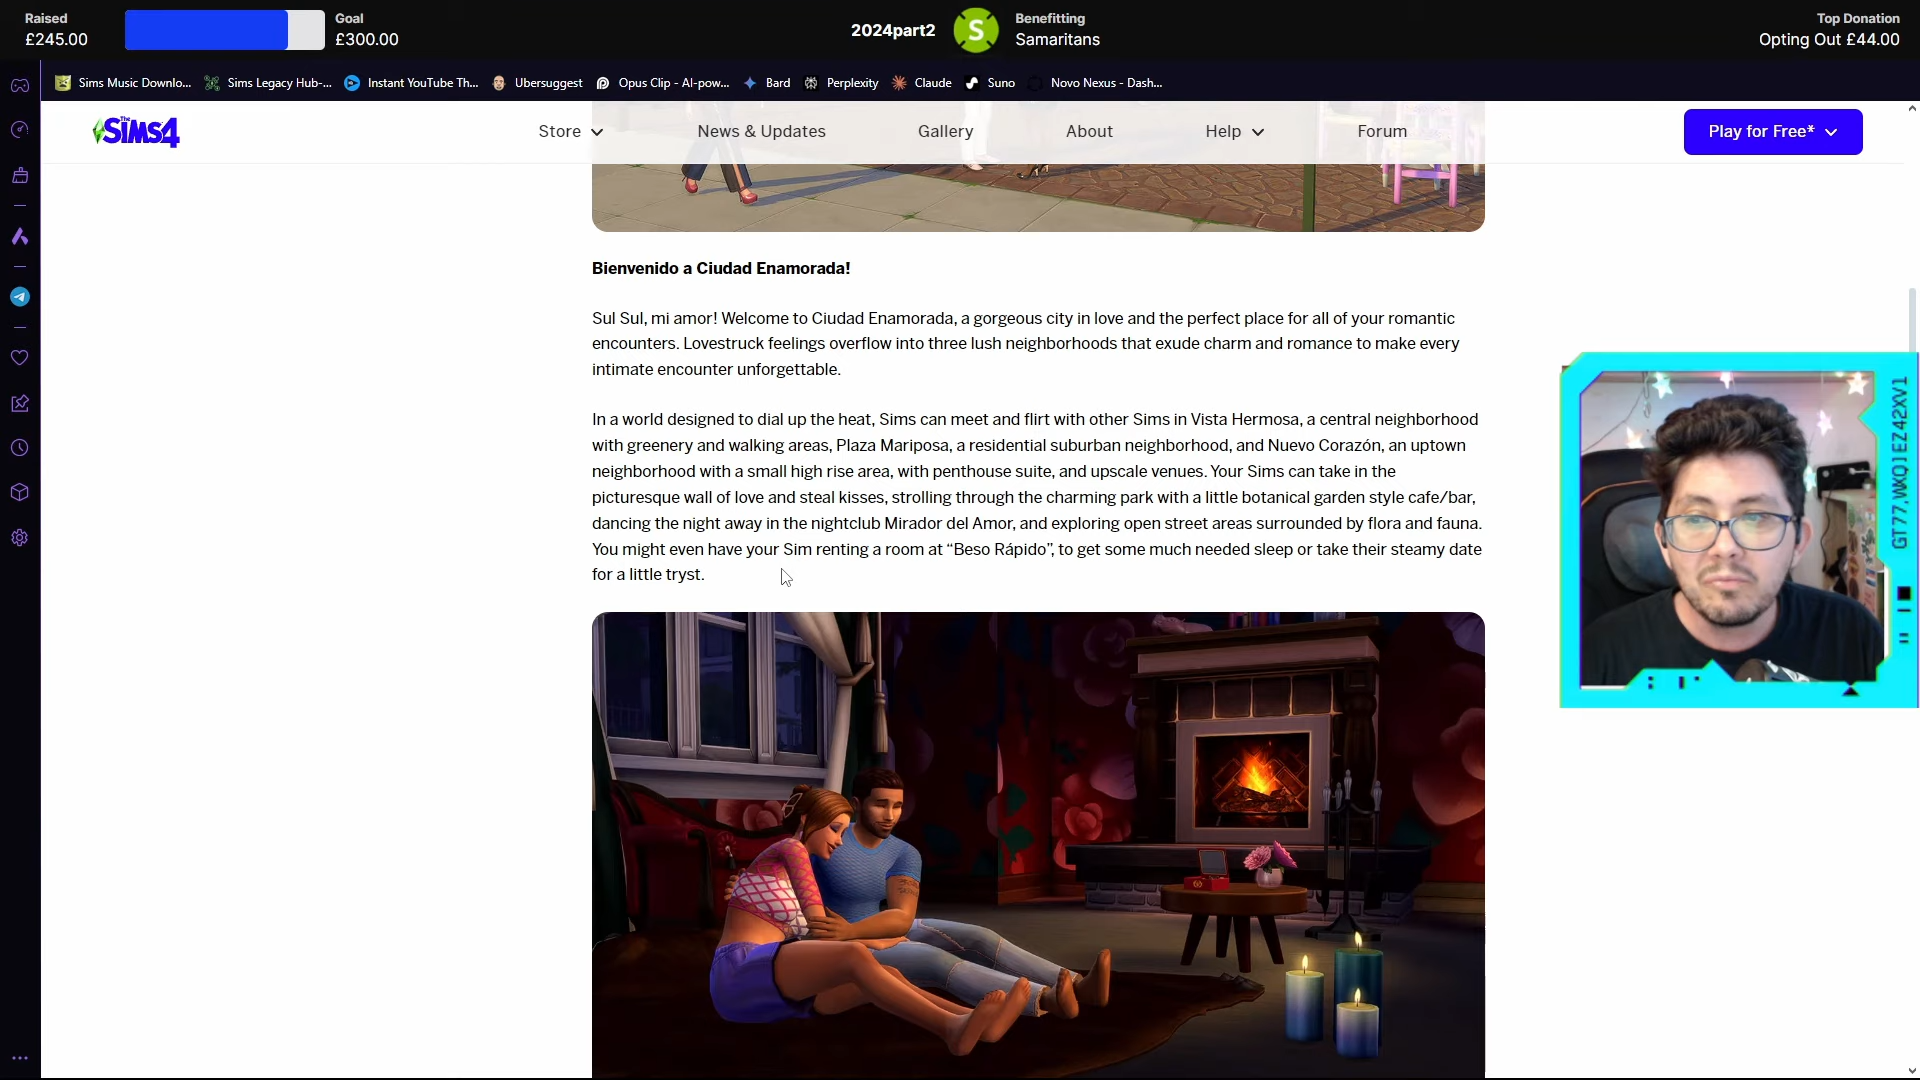 Raised
£245.00
Goal
£300.00
2024part2
S
Benefitting
Samaritans
Top Donation
Opting Out £44.00
Sims Music Downlo...
Sims Legacy Hub-...
Instant YouTube Th...
Ubersuggest
Opus Clip - AI-pow...
Bard
Perplexity
Claude
Suno
Novo Nexus - Dash...
The SIMS 4
Store
News & Updates
Gallery
About
Help
Forum
Play for Free*
Bienvenido a Ciudad Enamorada!
Sul Sul, mi amor! Welcome to Ciudad Enamorada, a gorgeous city in love and the perfect place for all of your romantic
encounters. Lovestruck feelings overflow into three lush neighborhoods that exude charm and romance to make every
intimate encounter unforgettable.
In a world designed to dial up the heat, Sims can meet and flirt with other Sims in Vista Hermosa, a central neighborhood
with greenery and walking areas, Plaza Mariposa, a residential suburban neighborhood, and Nuevo Corazón, an uptown
neighborhood with a small high rise area, with penthouse suite, and upscale venues. Your Sims can take in the
picturesque wall of love and steal kisses, strolling through the charming park with a little botanical garden style cafe/bar,
dancing the night away in the nightclub Mirador del Amor, and exploring open street areas surrounded by flora and fauna.
You might even have your Sim renting a room at “Beso Rápido”, to get some much needed sleep or take their steamy date
for a little tryst.